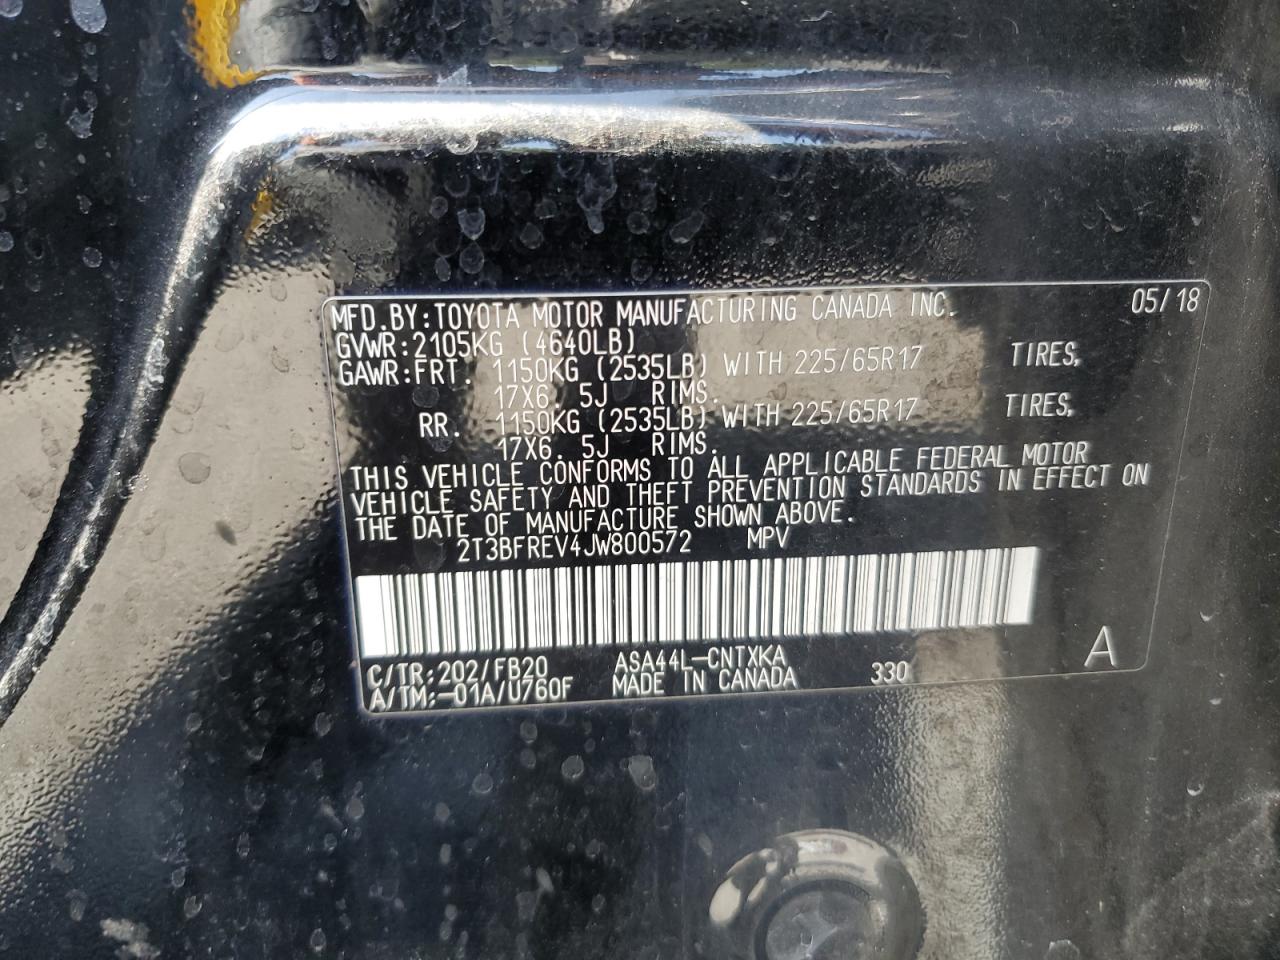 MFD.BY:TOYOTA MOTOR MANUFACTURING CANADA INC. 05/18
GVWR:2105KG (4640LB)
GAWR:FRT. 1150KG (2535LB) WITH 225/65R17 TIRES,
17X6. 5J RIMS.
RR. 1150KG (2535LB) WITH 225/65R17 TIRES,
17X6. 5J RIMS.
THIS VEHICLE CONFORMS TO ALL APPLICABLE FEDERAL MOTOR
VEHICLE SAFETY AND THEFT PREVENTION STANDARDS IN EFFECT ON
THE DATE OF MANUFACTURE SHOWN ABOVE.
2T3BFREV4JW800572 MPV
C/TR:202/FB20 ASA44L-CNTXKA
A/TM:-01A/U760F MADE IN CANADA 330 A